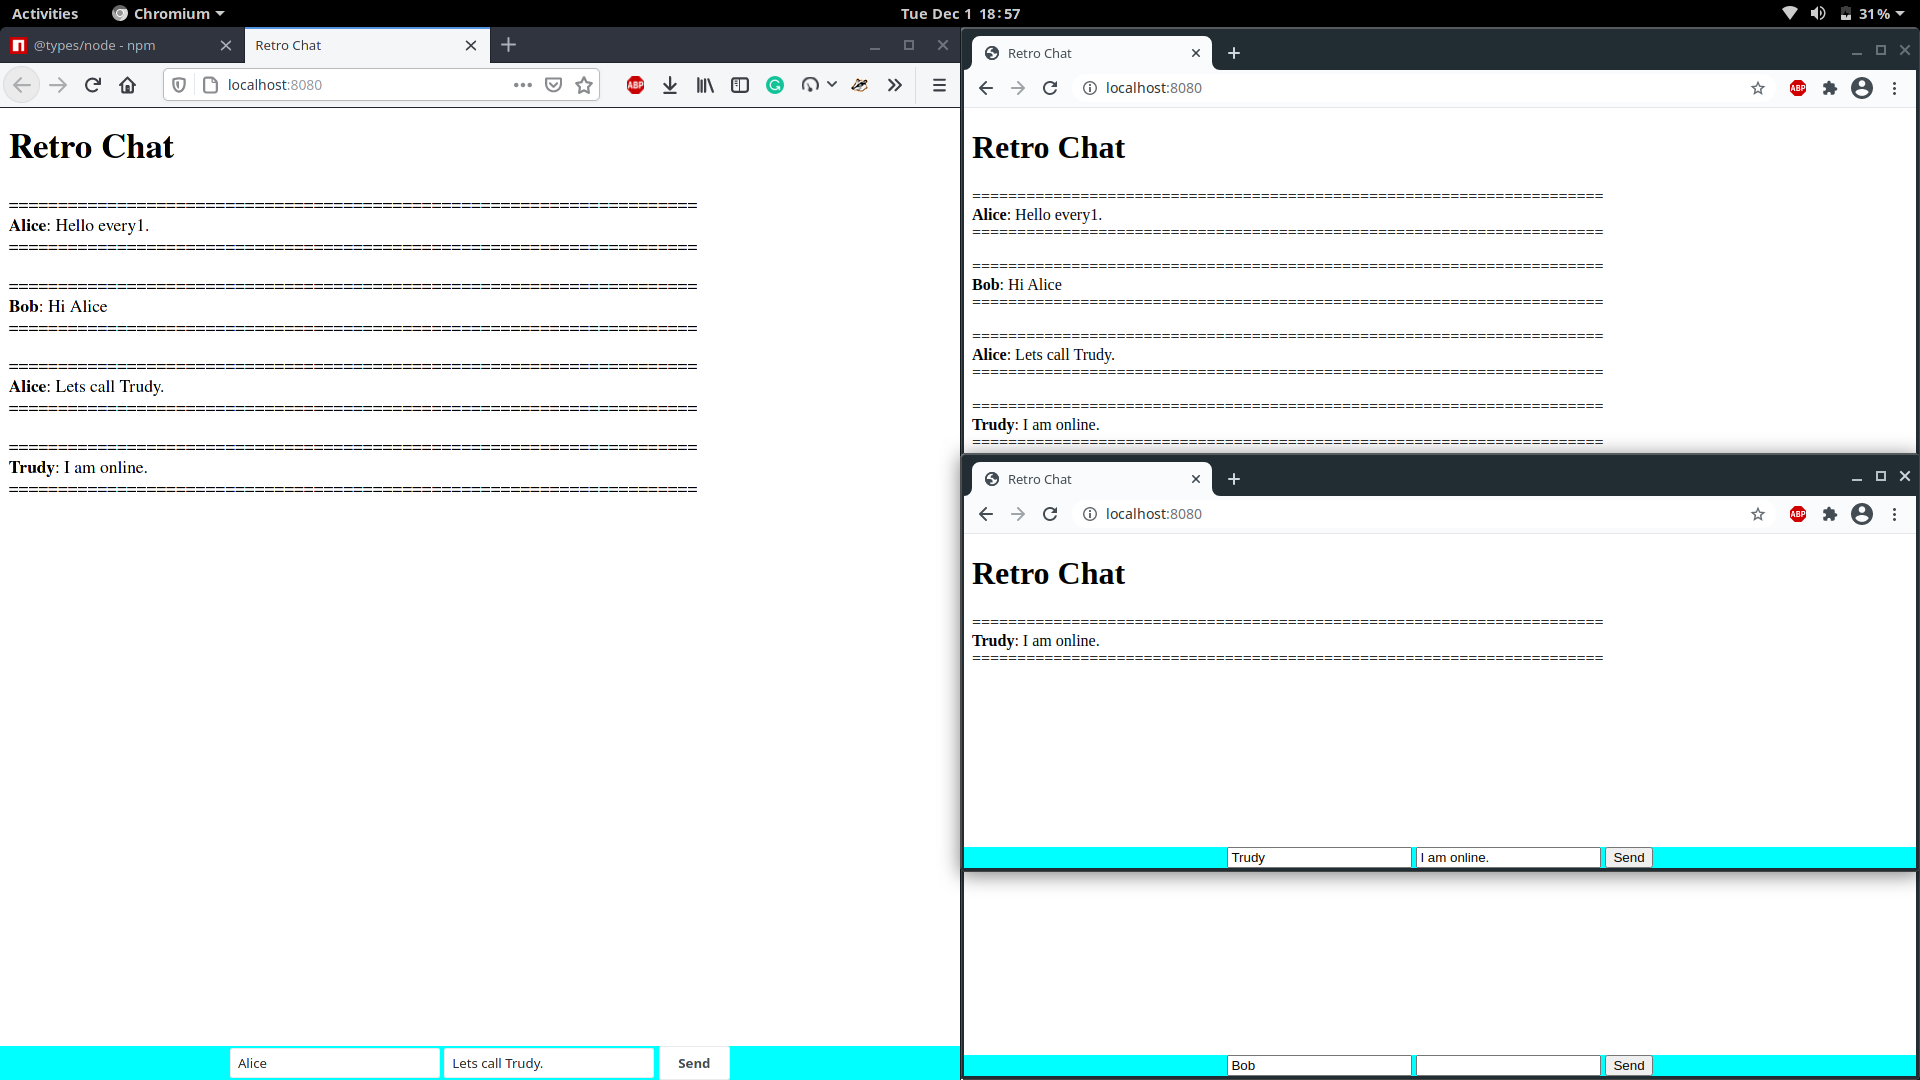 Activities Chromium Tue Dec 1 18:57 31%
@types/node - npm Retro Chat
localhost:8080 ABP
Retro Chat
======================================================================
Alice: Hello every1.
======================================================================
======================================================================
Bob: Hi Alice
======================================================================
======================================================================
Alice: Lets call Trudy.
======================================================================
======================================================================
Trudy: I am online.
======================================================================
Alice Lets call Trudy. Send
Retro Chat
localhost:8080 ABP
Retro Chat
======================================================================
Alice: Hello every1.
======================================================================
======================================================================
Bob: Hi Alice
======================================================================
======================================================================
Alice: Lets call Trudy.
======================================================================
======================================================================
Trudy: I am online.
======================================================================
Retro Chat
localhost:8080 ABP
Retro Chat
======================================================================
Trudy: I am online.
======================================================================
Trudy I am online. Send
Bob Send